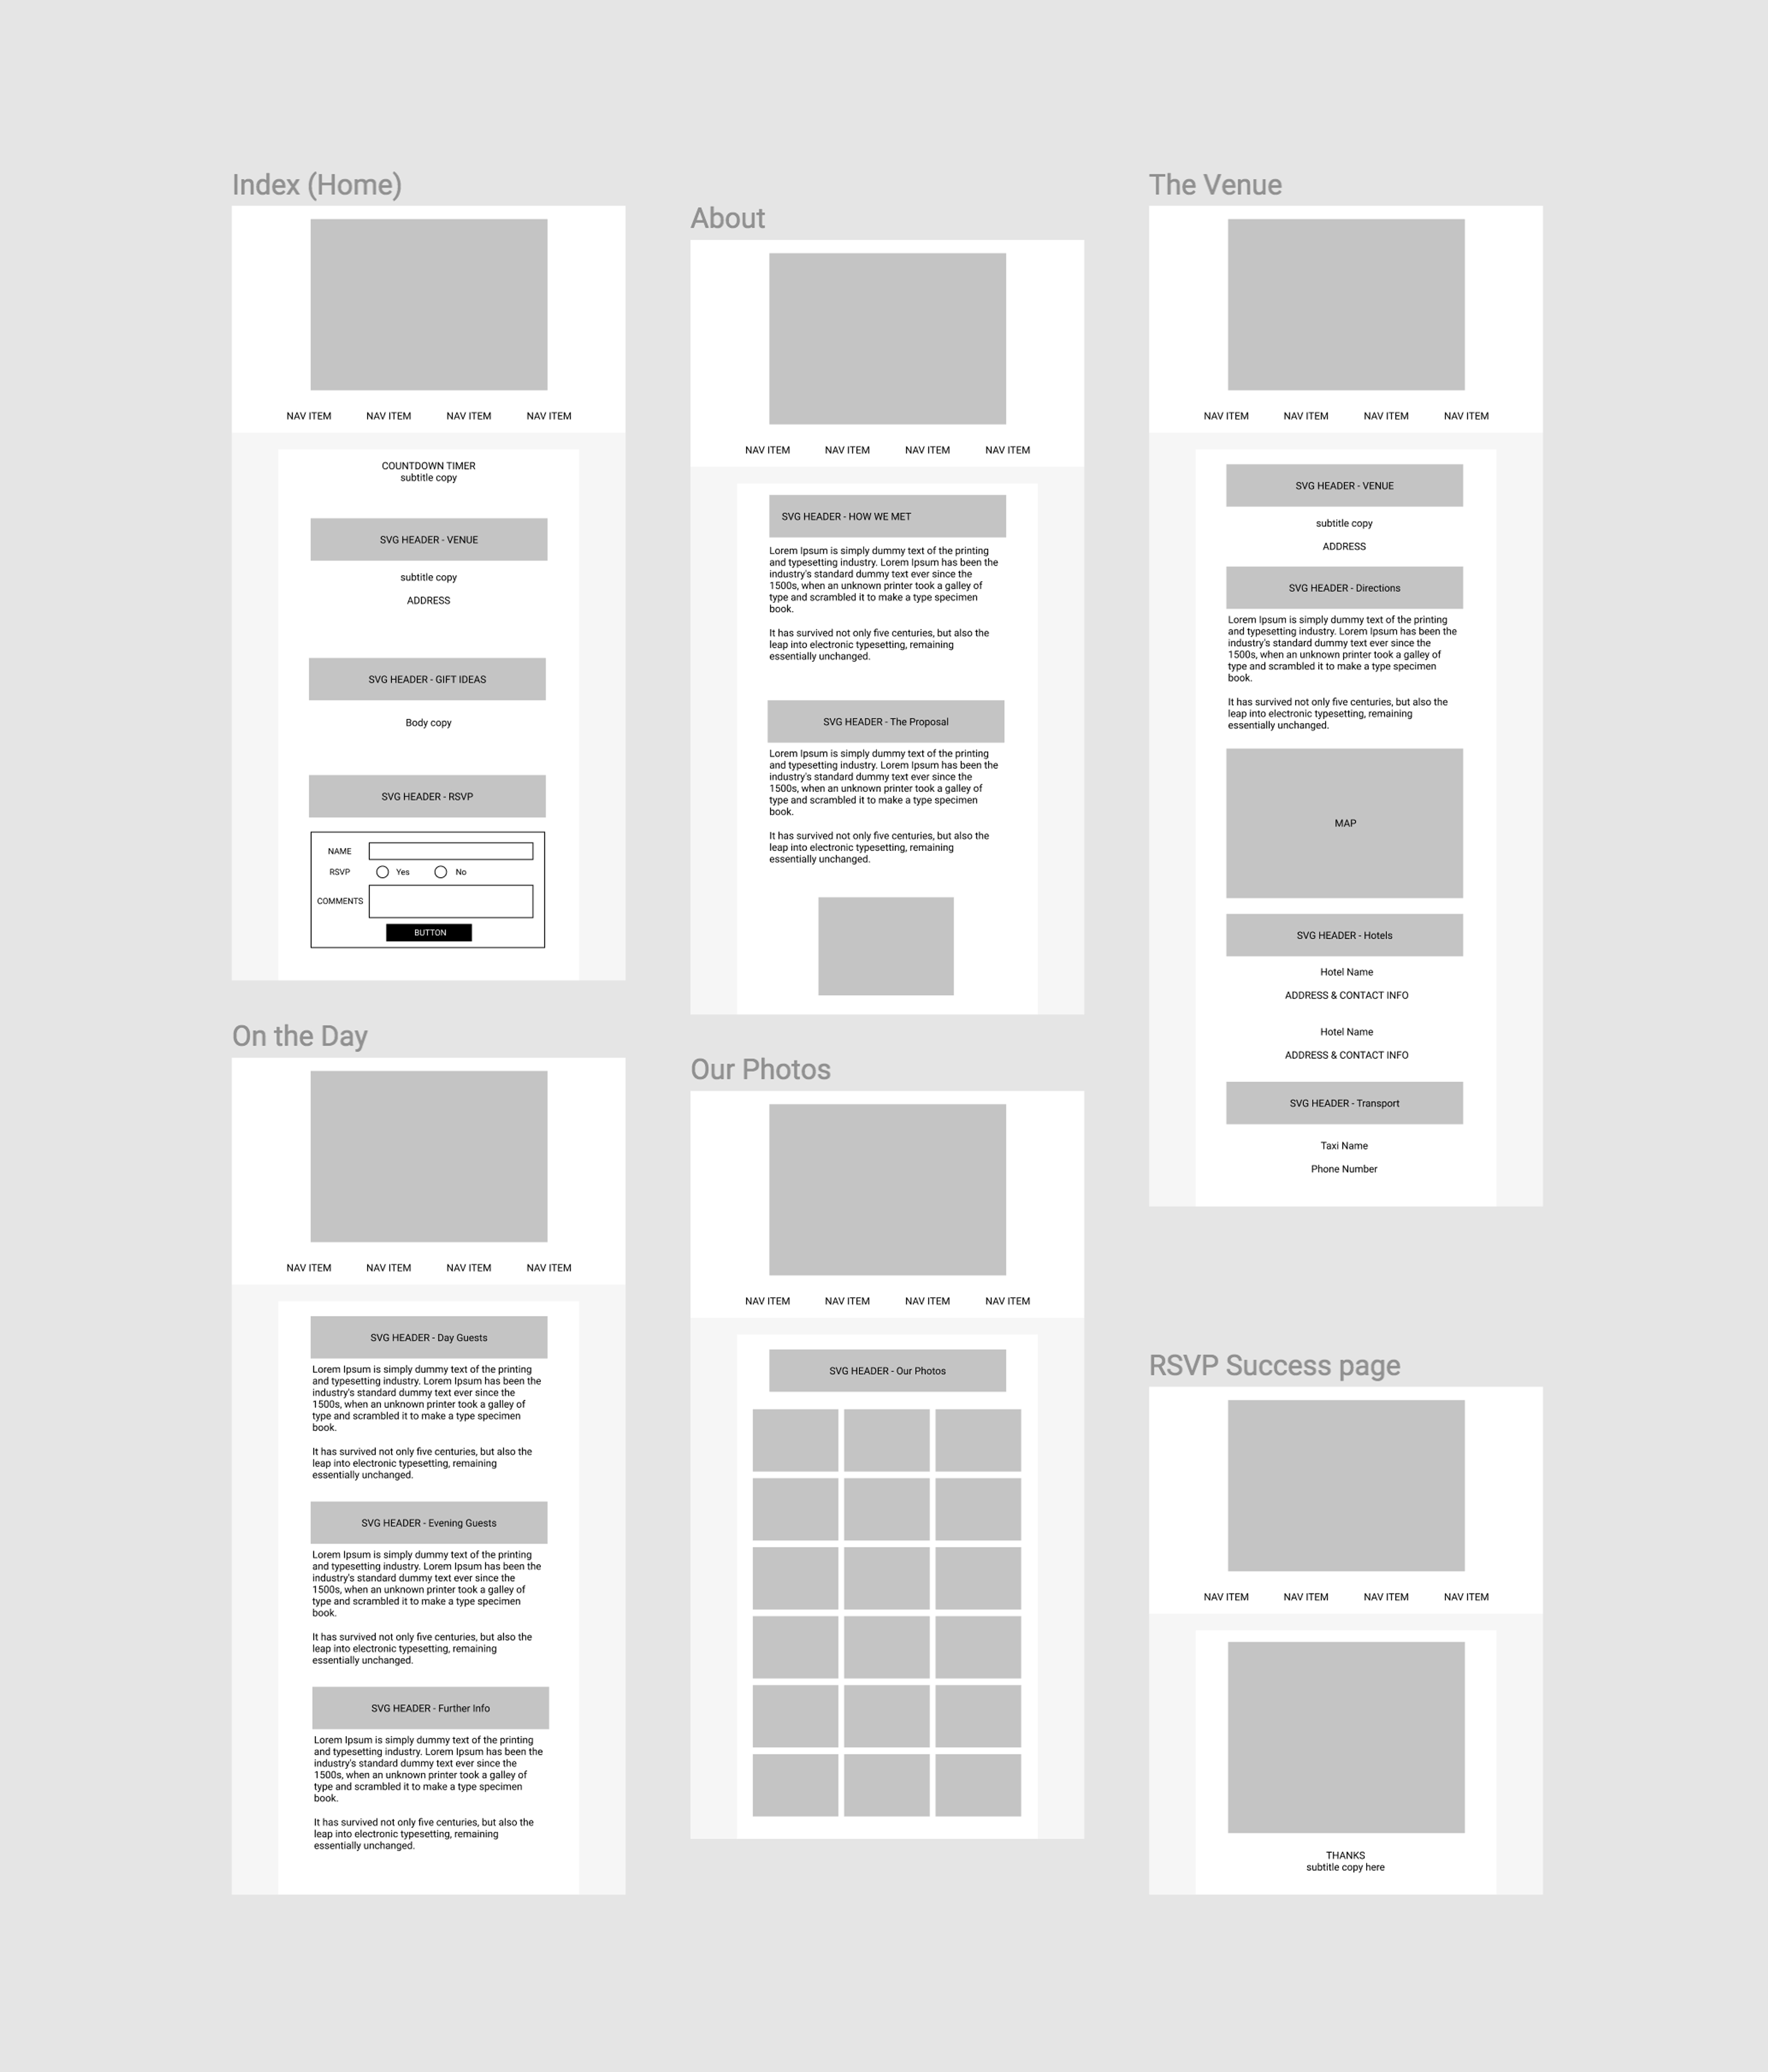 Index (Home)
NAV ITEM NAV ITEM NAV ITEM NAV ITEM
COUNTDOWN TIMER
subtitle copy
SVG HEADER - VENUE
subtitle copy
ADDRESS
SVG HEADER - GIFT IDEAS
Body copy
SVG HEADER - RSVP
NAME
RSVP Yes No
COMMENTS
BUTTON
About
NAV ITEM NAV ITEM NAV ITEM NAV ITEM
SVG HEADER - HOW WE MET
Lorem Ipsum is simply dummy text of the printing
and typesetting industry. Lorem Ipsum has been the
industry's standard dummy text ever since the
1500s, when an unknown printer took a galley of
type and scrambled it to make a type specimen
book.
It has survived not only five centuries, but also the
leap into electronic typesetting, remaining
essentially unchanged.
SVG HEADER - The Proposal
Lorem Ipsum is simply dummy text of the printing
and typesetting industry. Lorem Ipsum has been the
industry's standard dummy text ever since the
1500s, when an unknown printer took a galley of
type and scrambled it to make a type specimen
book.
It has survived not only five centuries, but also the
leap into electronic typesetting, remaining
essentially unchanged.
The Venue
NAV ITEM NAV ITEM NAV ITEM NAV ITEM
SVG HEADER - VENUE
subtitle copy
ADDRESS
SVG HEADER - Directions
Lorem Ipsum is simply dummy text of the printing
and typesetting industry. Lorem Ipsum has been the
industry's standard dummy text ever since the
1500s, when an unknown printer took a galley of
type and scrambled it to make a type specimen
book.
It has survived not only five centuries, but also the
leap into electronic typesetting, remaining
essentially unchanged.
MAP
SVG HEADER - Hotels
Hotel Name
ADDRESS & CONTACT INFO
Hotel Name
ADDRESS & CONTACT INFO
SVG HEADER - Transport
Taxi Name
Phone Number
On the Day
NAV ITEM NAV ITEM NAV ITEM NAV ITEM
SVG HEADER - Day Guests
Lorem Ipsum is simply dummy text of the printing
and typesetting industry. Lorem Ipsum has been the
industry's standard dummy text ever since the
1500s, when an unknown printer took a galley of
type and scrambled it to make a type specimen
book.
It has survived not only five centuries, but also the
leap into electronic typesetting, remaining
essentially unchanged.
SVG HEADER - Evening Guests
Lorem Ipsum is simply dummy text of the printing
and typesetting industry. Lorem Ipsum has been the
industry's standard dummy text ever since the
1500s, when an unknown printer took a galley of
type and scrambled it to make a type specimen
book.
It has survived not only five centuries, but also the
leap into electronic typesetting, remaining
essentially unchanged.
SVG HEADER - Further Info
Lorem Ipsum is simply dummy text of the printing
and typesetting industry. Lorem Ipsum has been the
industry's standard dummy text ever since the
1500s, when an unknown printer took a galley of
type and scrambled it to make a type specimen
book.
It has survived not only five centuries, but also the
leap into electronic typesetting, remaining
essentially unchanged.
Our Photos
NAV ITEM NAV ITEM NAV ITEM NAV ITEM
SVG HEADER - Our Photos
RSVP Success page
NAV ITEM NAV ITEM NAV ITEM NAV ITEM
THANKS
subtitle copy here